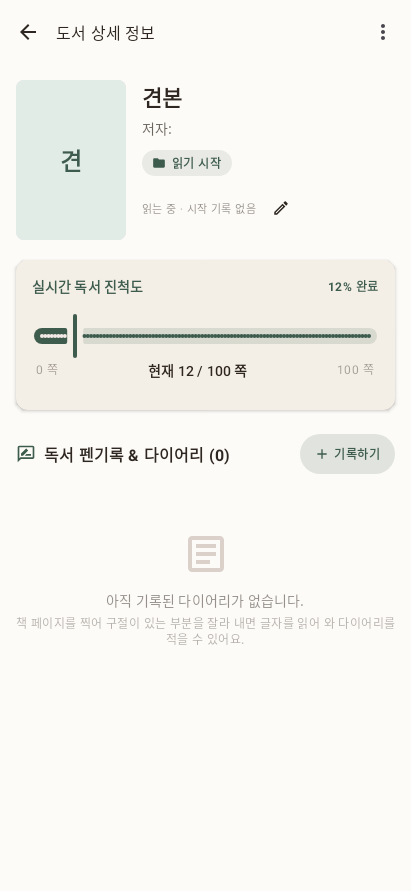 도서 상세 정보
견
견본
저자:
읽기 시작
읽는 중 · 시작 기록 없음
실시간 독서 진척도
12% 완료
0 쪽
현재 12 / 100 쪽
100 쪽
독서 펜기록 & 다이어리 (0)
+ 기록하기
아직 기록된 다이어리가 없습니다.
책 페이지를 찍어 구절이 있는 부분을 잘라 내면 글자를 읽어 와 다이어리를
적을 수 있어요.